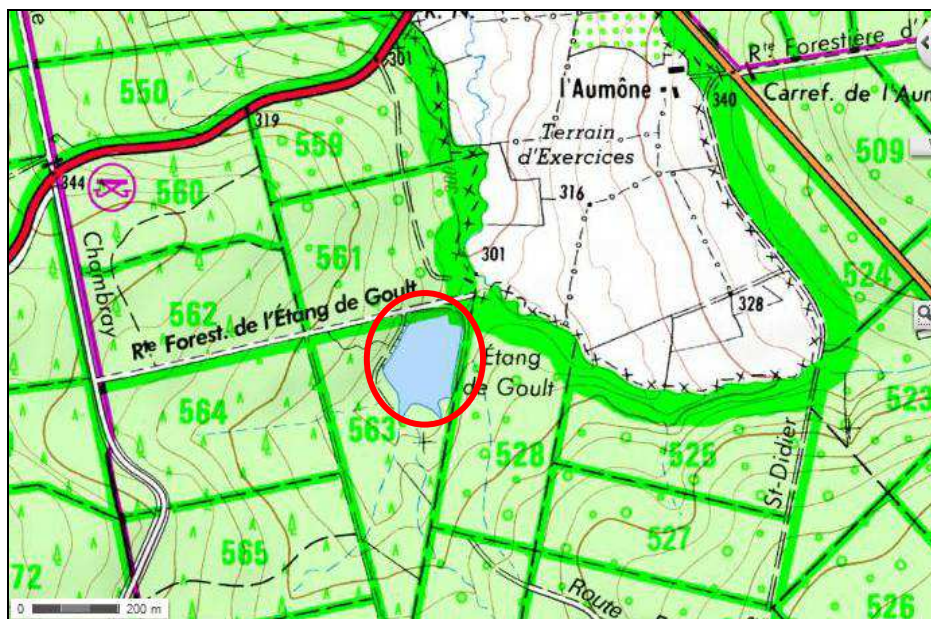 R. N.
Rte Forestière d'
301
550
l'Aumône
340
Carref. de l'Aum
319
559
Terrain
d'Exercices
509
344
560
316
Chambray
561
301
524
562
328
Rte Forest. de l'Étang de Goult
Étang
de Goult
523
564
563
528
525
St-Didier
527
565
72
Route
526
0
200 m